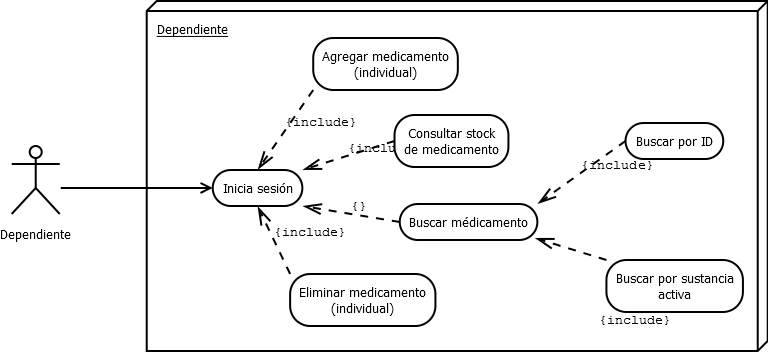 Dependiente
Agregar medicamento
(individual)
{include}
Consultar stock
de medicamento
{inclu
Buscar por ID
{include}
Inicia sesión
{}
Buscar médicamento
{include}
Dependiente
Eliminar medicamento
(individual)
Buscar por sustancia
activa
{include}